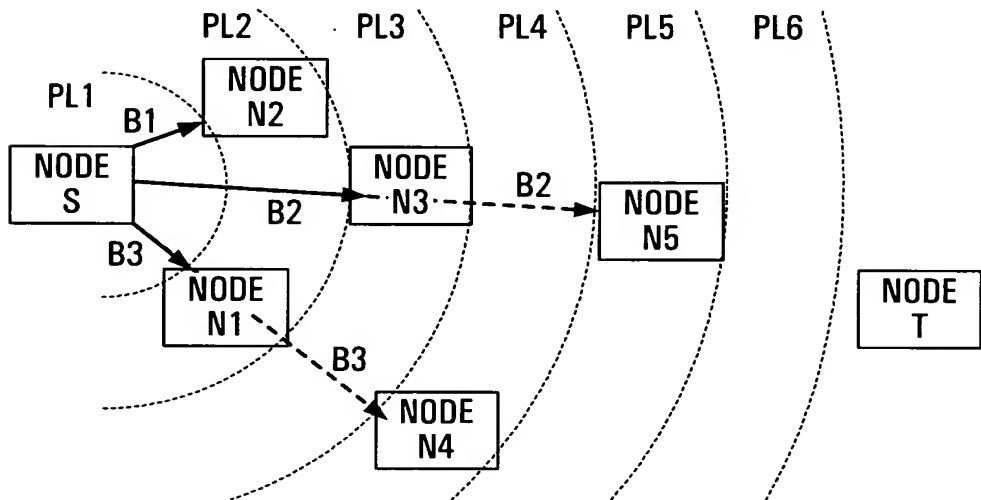 PL1
PL2
PL3
PL4
PL5
PL6
NODE
S
B1
NODE
N2
B2
NODE
N3
B2
NODE
N5
B3
NODE
N1
B3
NODE
N4
NODE
T